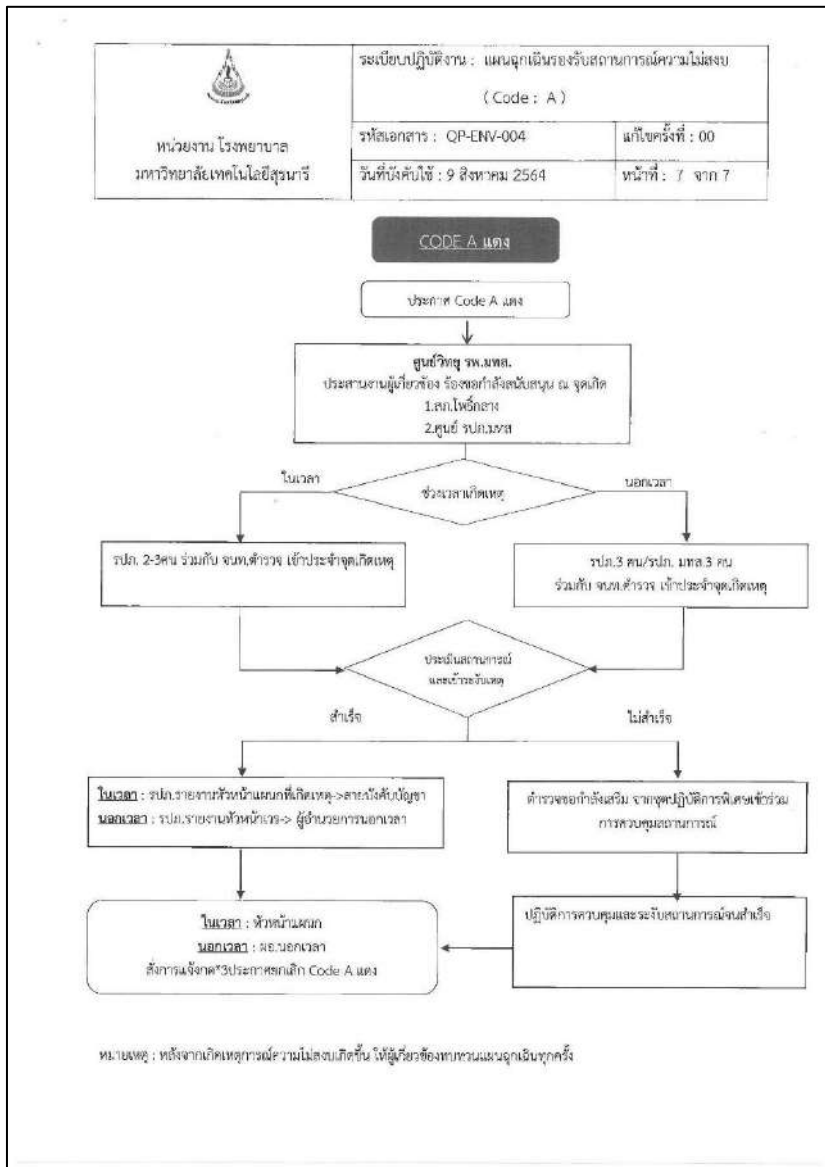 ระเบียบปฏิบัติงาน : แผนฉุกเฉินรองรับสถานการณ์ความไม่สงบ
( Code : A )
หน่วยงาน โรงพยาบาล
มหาวิทยาลัยเทคโนโลยีสุรนารี
รหัสเอกสาร : QP-ENV-004
แก้ไขครั้งที่ : 00
วันที่บังคับใช้ : 9 สิงหาคม 2564
หน้าที่ : 7 จาก 7
CODE A แดง
ประกาศ Code A แดง
ศูนย์วิทยุ รพ.มทส.
ประสานงานผู้เกี่ยวข้อง ร้องขอกำลังสนับสนุน ณ จุดเกิด
1.สภ.โพธิ์กลาง
2.ศูนย์ รปภ.มทส
ในเวลา
ช่วงเวลาเกิดเหตุ
นอกเวลา
รปภ. 2-3คน ร่วมกับ จนท.ตำรวจ เข้าประจำจุดเกิดเหตุ
รปภ.3 คน/รปภ. มทส.3 คน
ร่วมกับ จนท.ตำรวจ เข้าประจำจุดเกิดเหตุ
ประเมินสถานการณ์
และเข้าระงับเหตุ
สำเร็จ
ไม่สำเร็จ
ในเวลา : รปภ.รายงานหัวหน้าแผนกที่เกิดเหตุ->สายบังคับบัญชา
นอกเวลา : รปภ.รายงานหัวหน้าเวร-> ผู้อำนวยการนอกเวลา
ตำรวจขอกำลังเสริม จากชุดปฏิบัติการพิเศษเข้าร่วม
การควบคุมสถานการณ์
ในเวลา : หัวหน้าแผนก
นอกเวลา : ผอ.นอกเวลา
สั่งการแจ้งกด*3ประกาศยกเลิก Code A แดง
ปฏิบัติการควบคุมและระงับสถานการณ์จนสำเร็จ
หมายเหตุ : หลังจากเกิดเหตุการณ์ความไม่สงบเกิดขึ้น ให้ผู้เกี่ยวข้องทบทวนแผนฉุกเฉินทุกครั้ง